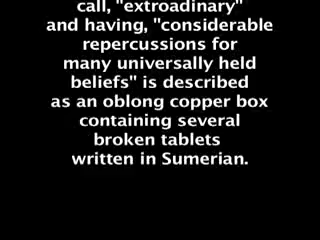 call, "extroadinary"
and having, "considerable
repercussions for
many universally held
beliefs" is described
as an oblong copper box
containing several
broken tablets
written in Sumerian.